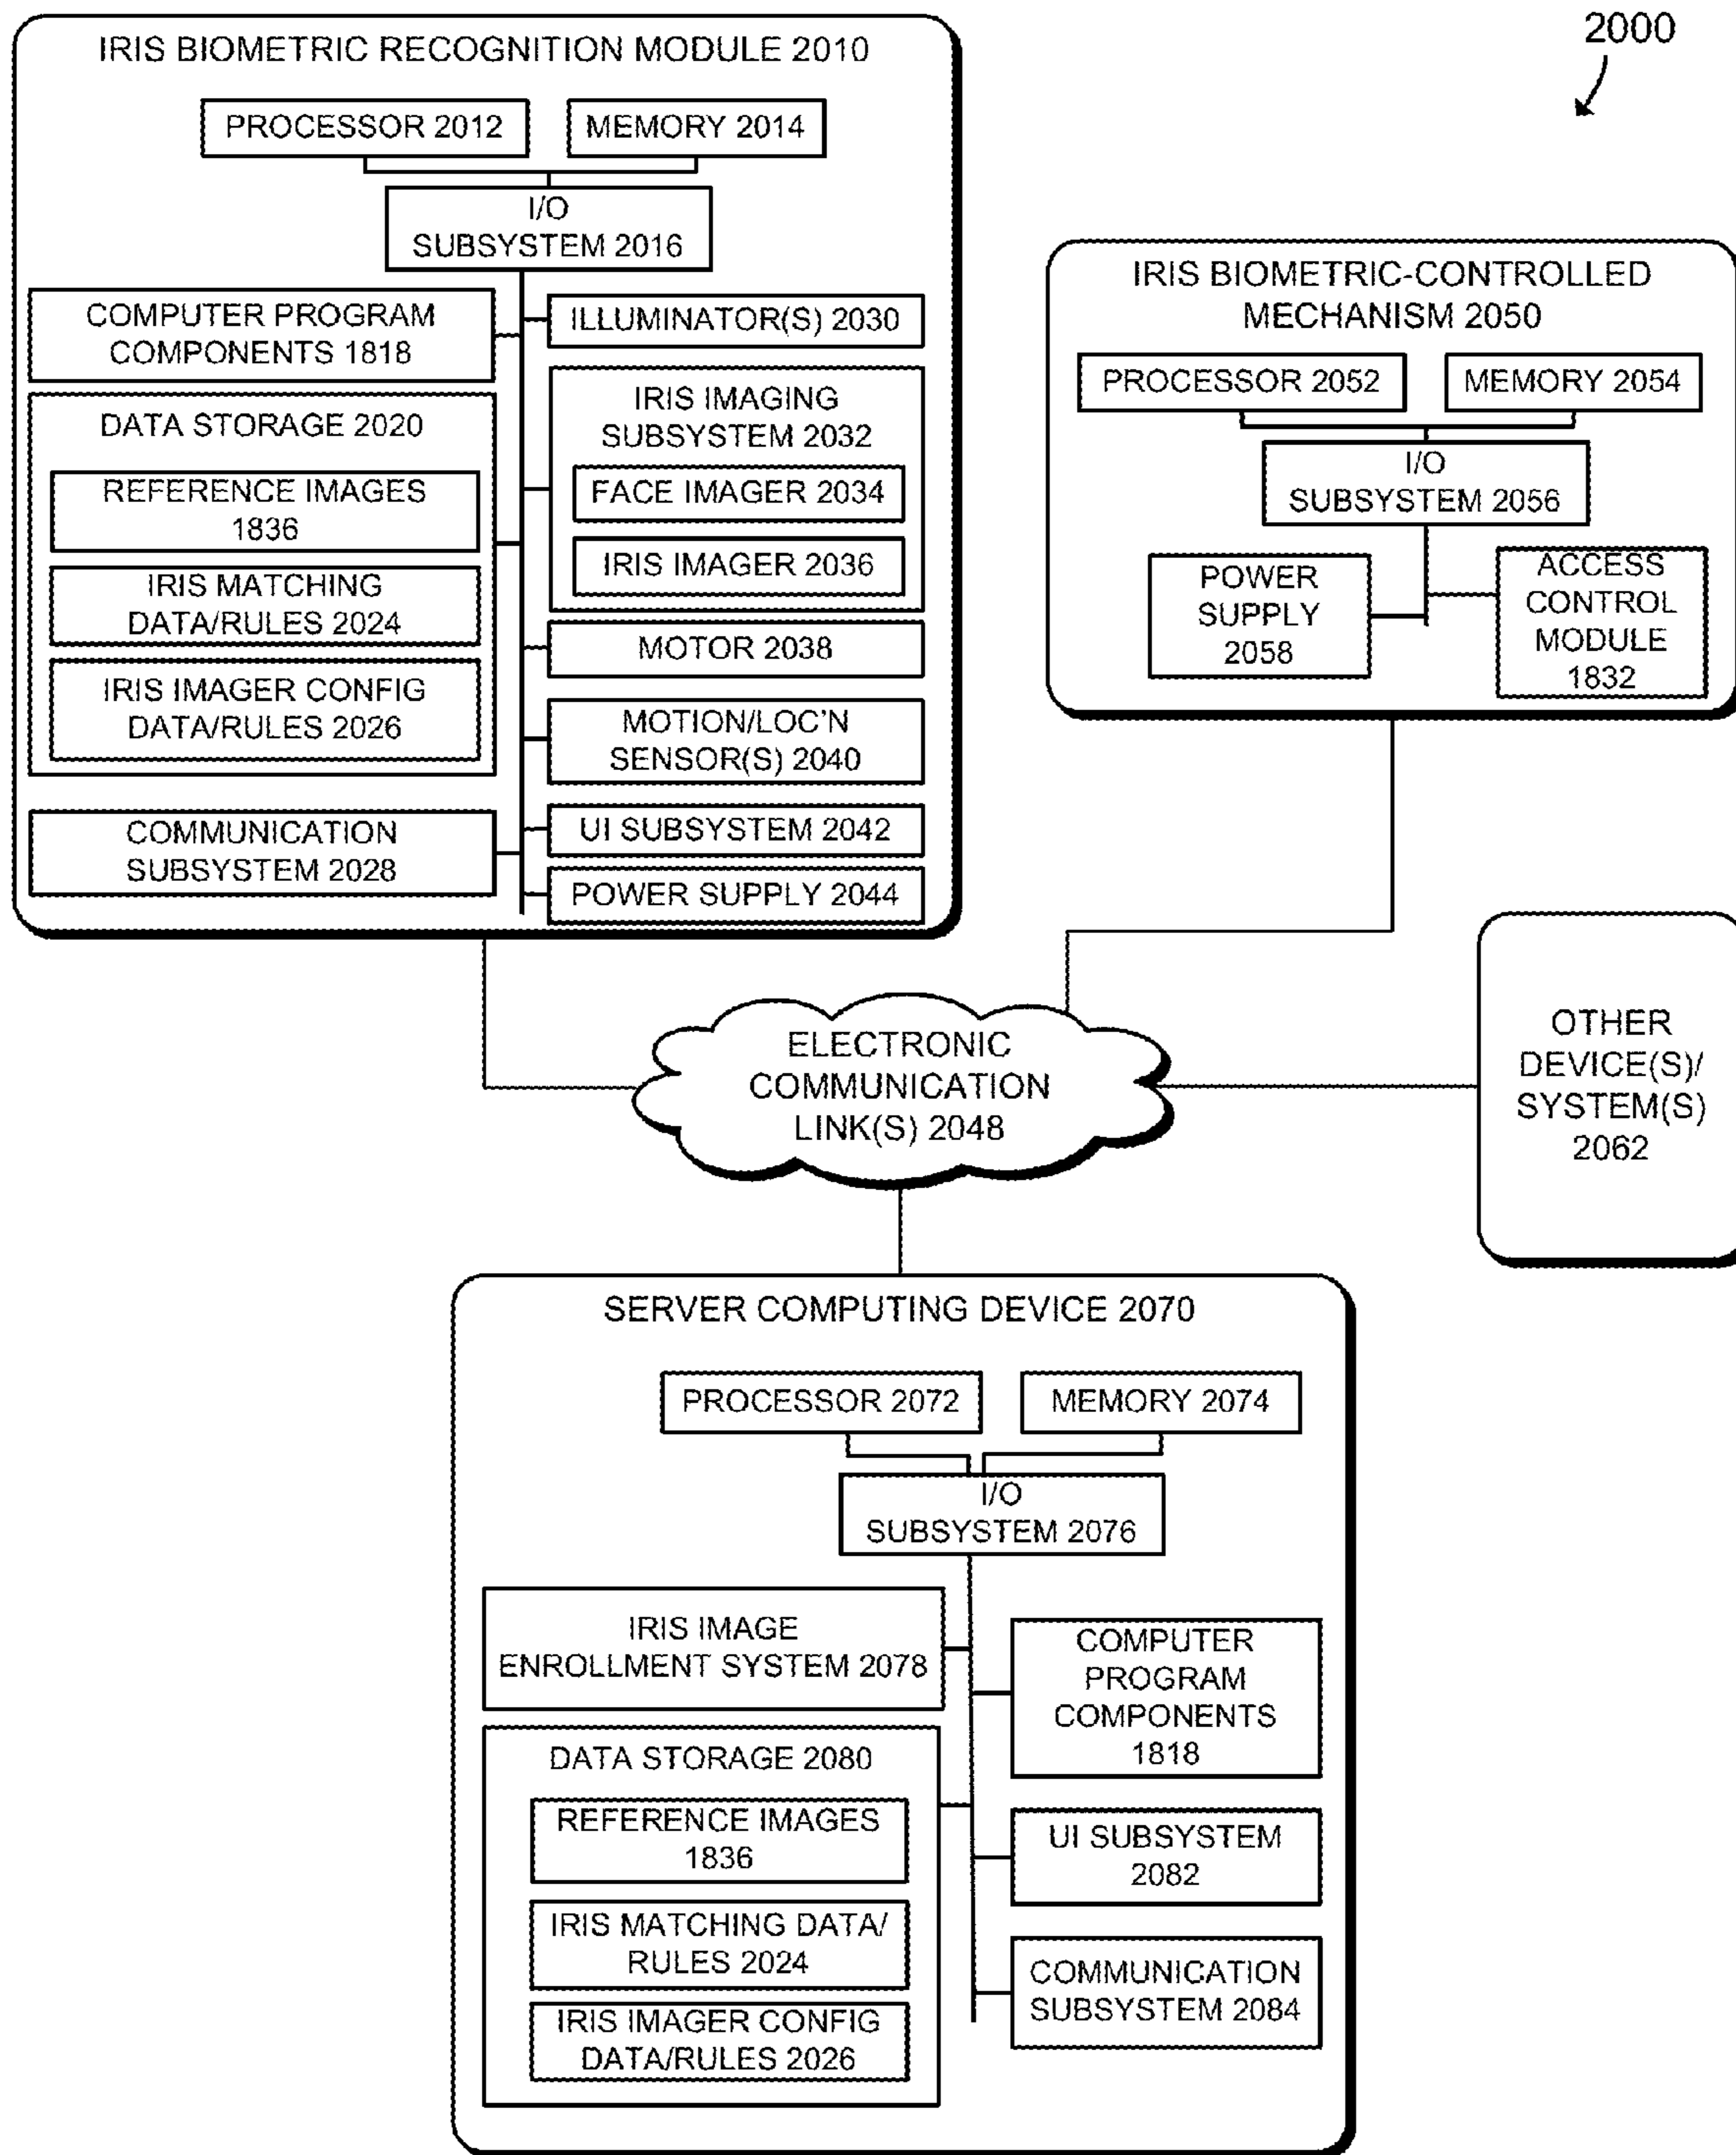 2000
IRIS BIOMETRIC RECOGNITION MODULE 2010
PROCESSOR 2012
MEMORY 2014
I/O
SUBSYSTEM 2016
COMPUTER PROGRAM
COMPONENTS 1818
DATA STORAGE 2020
REFERENCE IMAGES
1836
IRIS MATCHING
DATA/RULES 2024
IRIS IMAGER CONFIG
DATA/RULES 2026
COMMUNICATION
SUBSYSTEM 2028
ILLUMINATOR(S) 2030
IRIS IMAGING
SUBSYSTEM 2032
FACE IMAGER 2034
IRIS IMAGER 2036
MOTOR 2038
MOTION/LOC'N
SENSOR(S) 2040
UI SUBSYSTEM 2042
POWER SUPPLY 2044
IRIS BIOMETRIC-CONTROLLED
MECHANISM 2050
PROCESSOR 2052
MEMORY 2054
I/O
SUBSYSTEM 2056
POWER
SUPPLY
2058
ACCESS
CONTROL
MODULE
1832
ELECTRONIC
COMMUNICATION
LINK(S) 2048
OTHER
DEVICE(S)/
SYSTEM(S)
2062
SERVER COMPUTING DEVICE 2070
PROCESSOR 2072
MEMORY 2074
I/O
SUBSYSTEM 2076
IRIS IMAGE
ENROLLMENT SYSTEM 2078
DATA STORAGE 2080
REFERENCE IMAGES
1836
IRIS MATCHING DATA/
RULES 2024
IRIS IMAGER CONFIG
DATA/RULES 2026
COMPUTER
PROGRAM
COMPONENTS
1818
UI SUBSYSTEM
2082
COMMUNICATION
SUBSYSTEM 2084